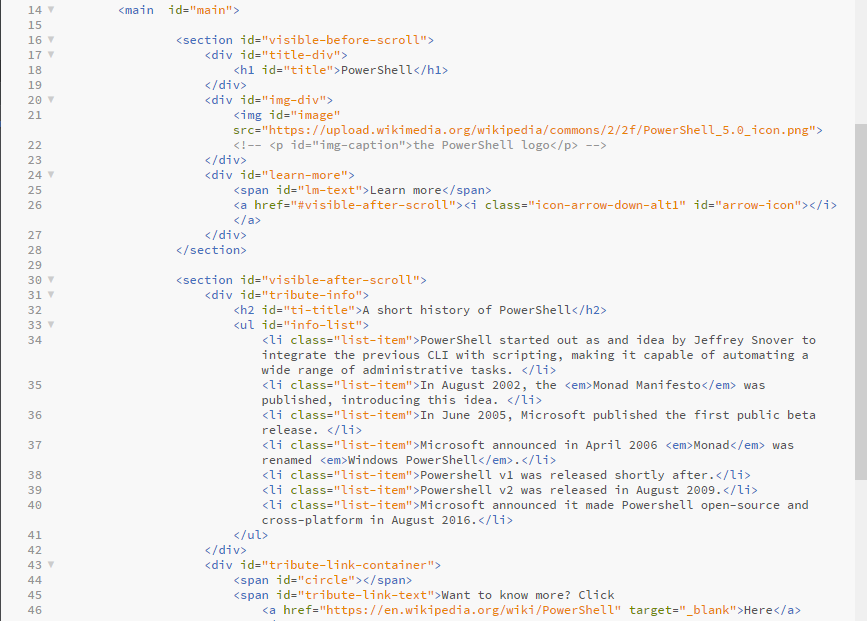 14 <main  id="main">
15
16 <section id="visible-before-scroll">
17 <div id="title-div">
18 <h1 id="title">PowerShell</h1>
19 </div>
20 <div id="img-div">
21 <img id="image"
src="https://upload.wikimedia.org/wikipedia/commons/2/2f/PowerShell_5.0_icon.png">
22 <!-- <p id="img-caption">the PowerShell logo</p> -->
23 </div>
24 <div id="learn-more">
25 <span id="lm-text">Learn more</span>
26 <a href="#visible-after-scroll"><i class="icon-arrow-down-alt1" id="arrow-icon"></i>
</a>
27 </div>
28 </section>
29
30 <section id="visible-after-scroll">
31 <div id="tribute-info">
32 <h2 id="ti-title">A short history of PowerShell</h2>
33 <ul id="info-list">
34 <li class="list-item">PowerShell started out as and idea by Jeffrey Snover to
integrate the previous CLI with scripting, making it capable of automating a
wide range of administrative tasks. </li>
35 <li class="list-item">In August 2002, the <em>Monad Manifesto</em> was
published, introducing this idea. </li>
36 <li class="list-item">In June 2005, Microsoft published the first public beta
release. </li>
37 <li class="list-item">Microsoft announced in April 2006 <em>Monad</em> was
renamed <em>Windows PowerShell</em>.</li>
38 <li class="list-item">Powershell v1 was released shortly after.</li>
39 <li class="list-item">Powershell v2 was released in August 2009.</li>
40 <li class="list-item">Microsoft announced it made Powershell open-source and
cross-platform in August 2016.</li>
41 </ul>
42 </div>
43 <div id="tribute-link-container">
44 <span id="circle"></span>
45 <span id="tribute-link-text">Want to know more? Click
46 <a href="https://en.wikipedia.org/wiki/PowerShell" target="_blank">Here</a>